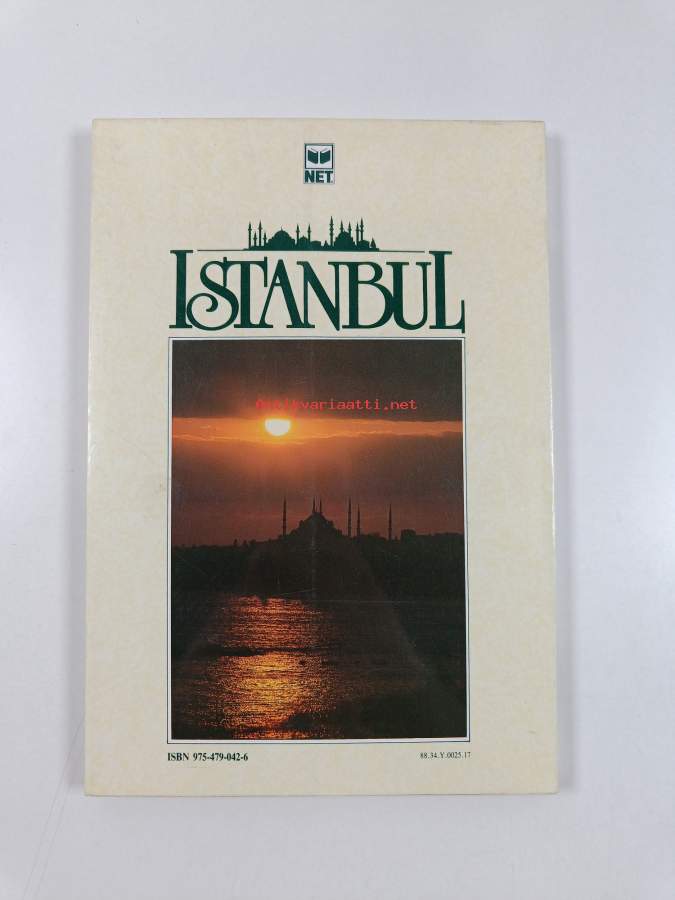 NET
ISTANBUL
Antikvariaatti.net
ISBN 975-479-042-6
88.34.Y.0025.17